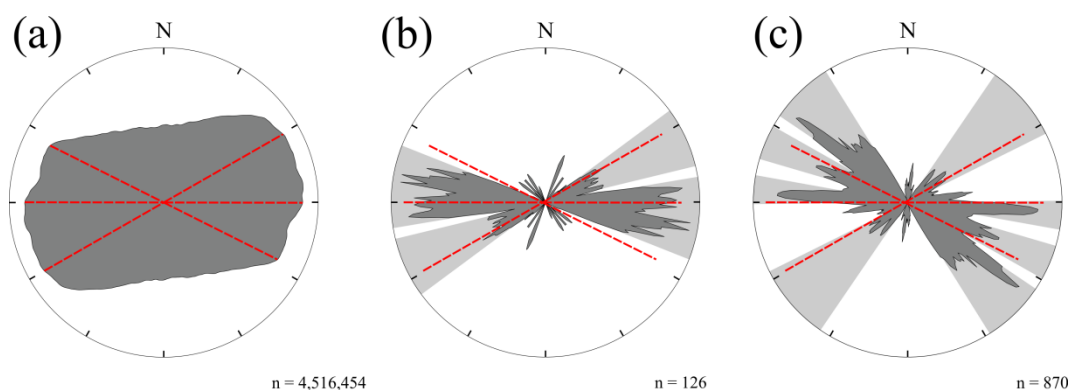 (a)
N
(b)
N
(c)
N
n = 4,516,454
n = 126
n = 870